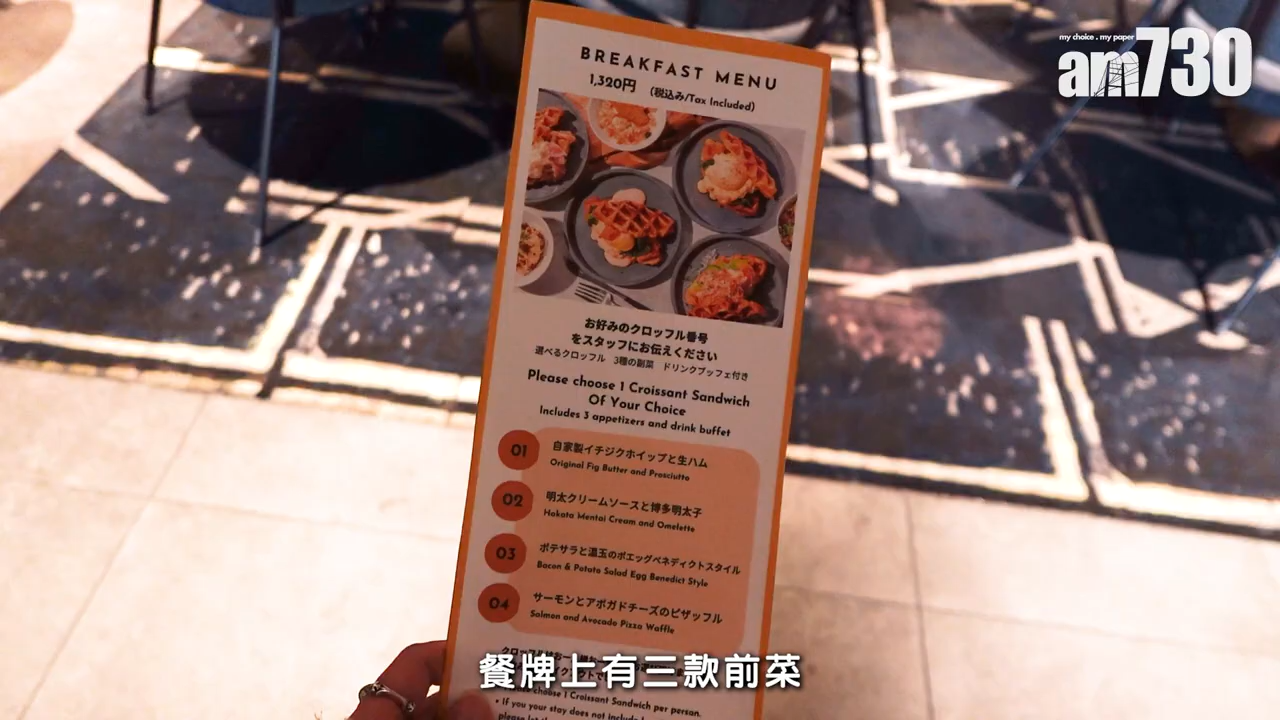 my choice . my paper
am730
BREAKFAST MENU
1,320円 (税込み/Tax Included)
お好みのクロッフル番号
をスタッフにお伝えください
選べるクロッフル 3種の副菜 ドリンクブッフェ付き
Please choose 1 Croissant Sandwich
Of Your Choice
Includes 3 appetizers and drink buffet
01 自家製イチジクホイップと生ハム
Original Fig Butter and Prosciutto
02 明太クリームソースと博多明太子
Hakata Mentai Cream and Omelette
03 ポテサラと温玉のポエッグベネディクトスタイル
Bacon & Potato Salad Egg Benedict Style
04 サーモンとアボガドチーズのピザッフル
Salmon and Avocado Pizza Waffle
餐牌上有三款前菜
choose 1 Croissant Sandwich per person.
• If you your stay does not include
please let